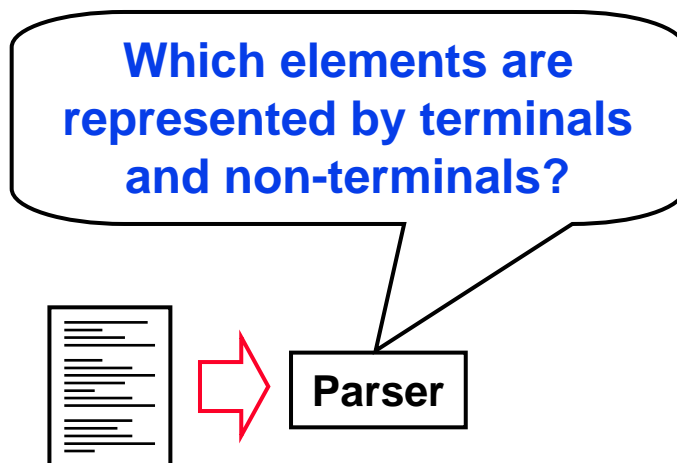 Which elements are
represented by terminals
and non-terminals?
Parser